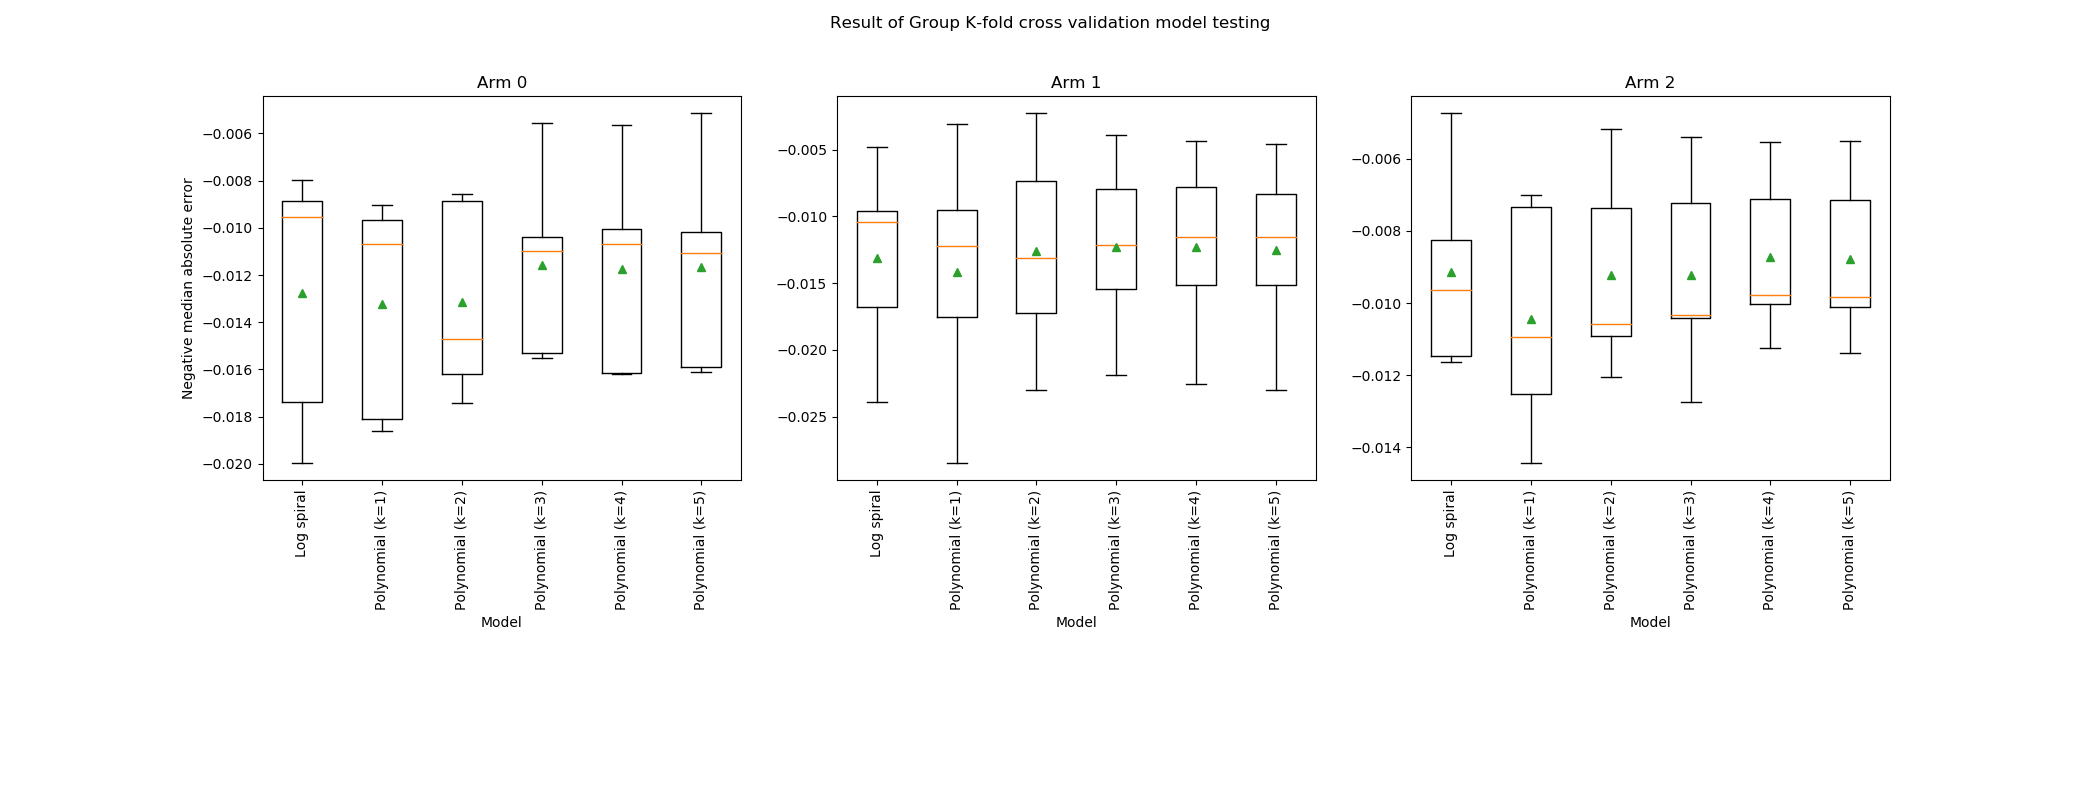 Result of Group K-fold cross validation model testing
Arm 0
Negative median absolute error
−0.006
−0.008
−0.010
−0.012
−0.014
−0.016
−0.018
−0.020
Log spiral
Polynomial (k=1)
Polynomial (k=2)
Polynomial (k=3)
Polynomial (k=4)
Polynomial (k=5)
Model
Arm 1
−0.005
−0.010
−0.015
−0.020
−0.025
Log spiral
Polynomial (k=1)
Polynomial (k=2)
Polynomial (k=3)
Polynomial (k=4)
Polynomial (k=5)
Model
Arm 2
−0.006
−0.008
−0.010
−0.012
−0.014
Log spiral
Polynomial (k=1)
Polynomial (k=2)
Polynomial (k=3)
Polynomial (k=4)
Polynomial (k=5)
Model